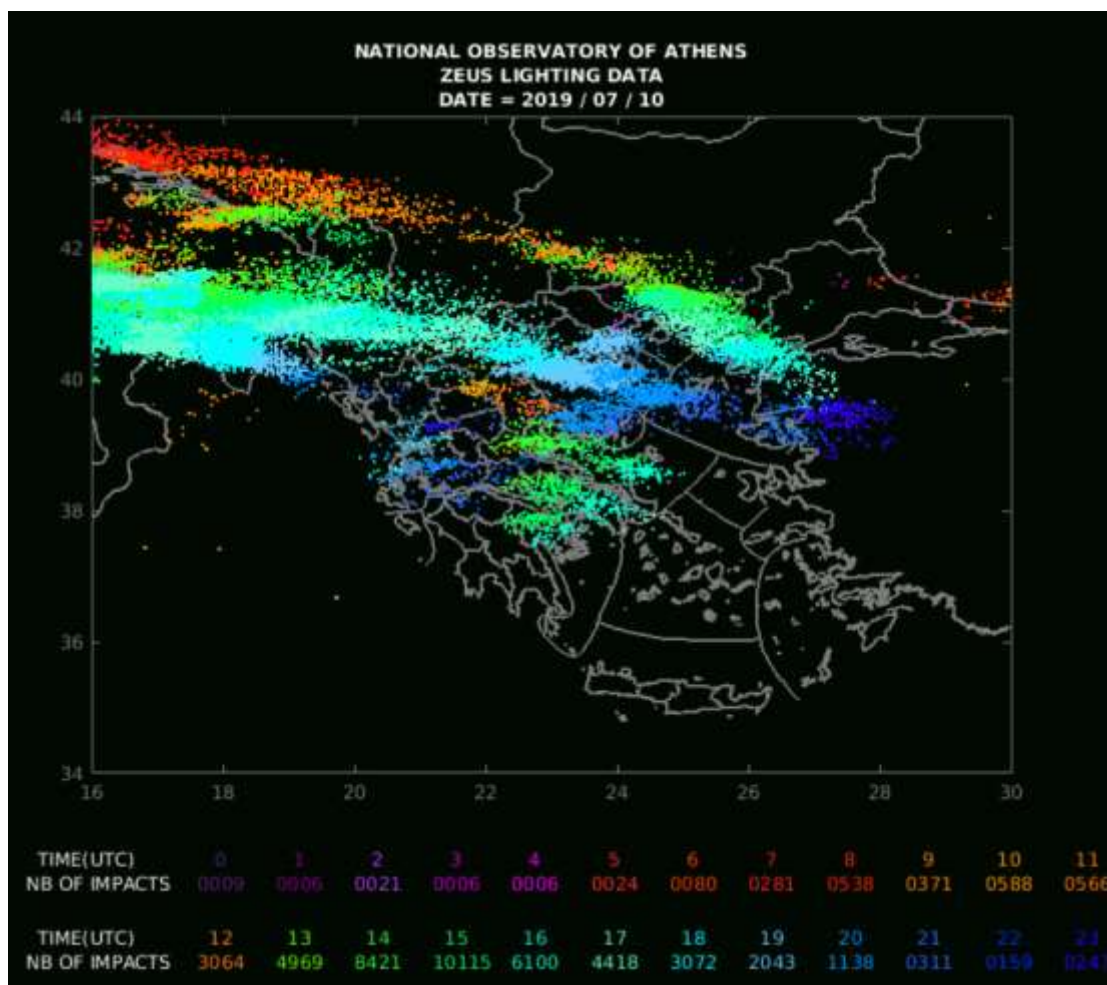 NATIONAL OBSERVATORY OF ATHENS
ZEUS LIGHTING DATA
DATE = 2019 / 07 / 10
44
42
40
38
36
34
16 18 20 22 24 26 28 30
TIME(UTC) 0 1 2 3 4 5 6 7 8 9 10 11
NB OF IMPACTS 0009 0006 0021 0006 0006 0024 0080 0281 0538 0371 0588 0566
TIME(UTC) 12 13 14 15 16 17 18 19 20 21 22 23
NB OF IMPACTS 3064 4969 8421 10115 6100 4418 3072 2043 1138 0311 0159